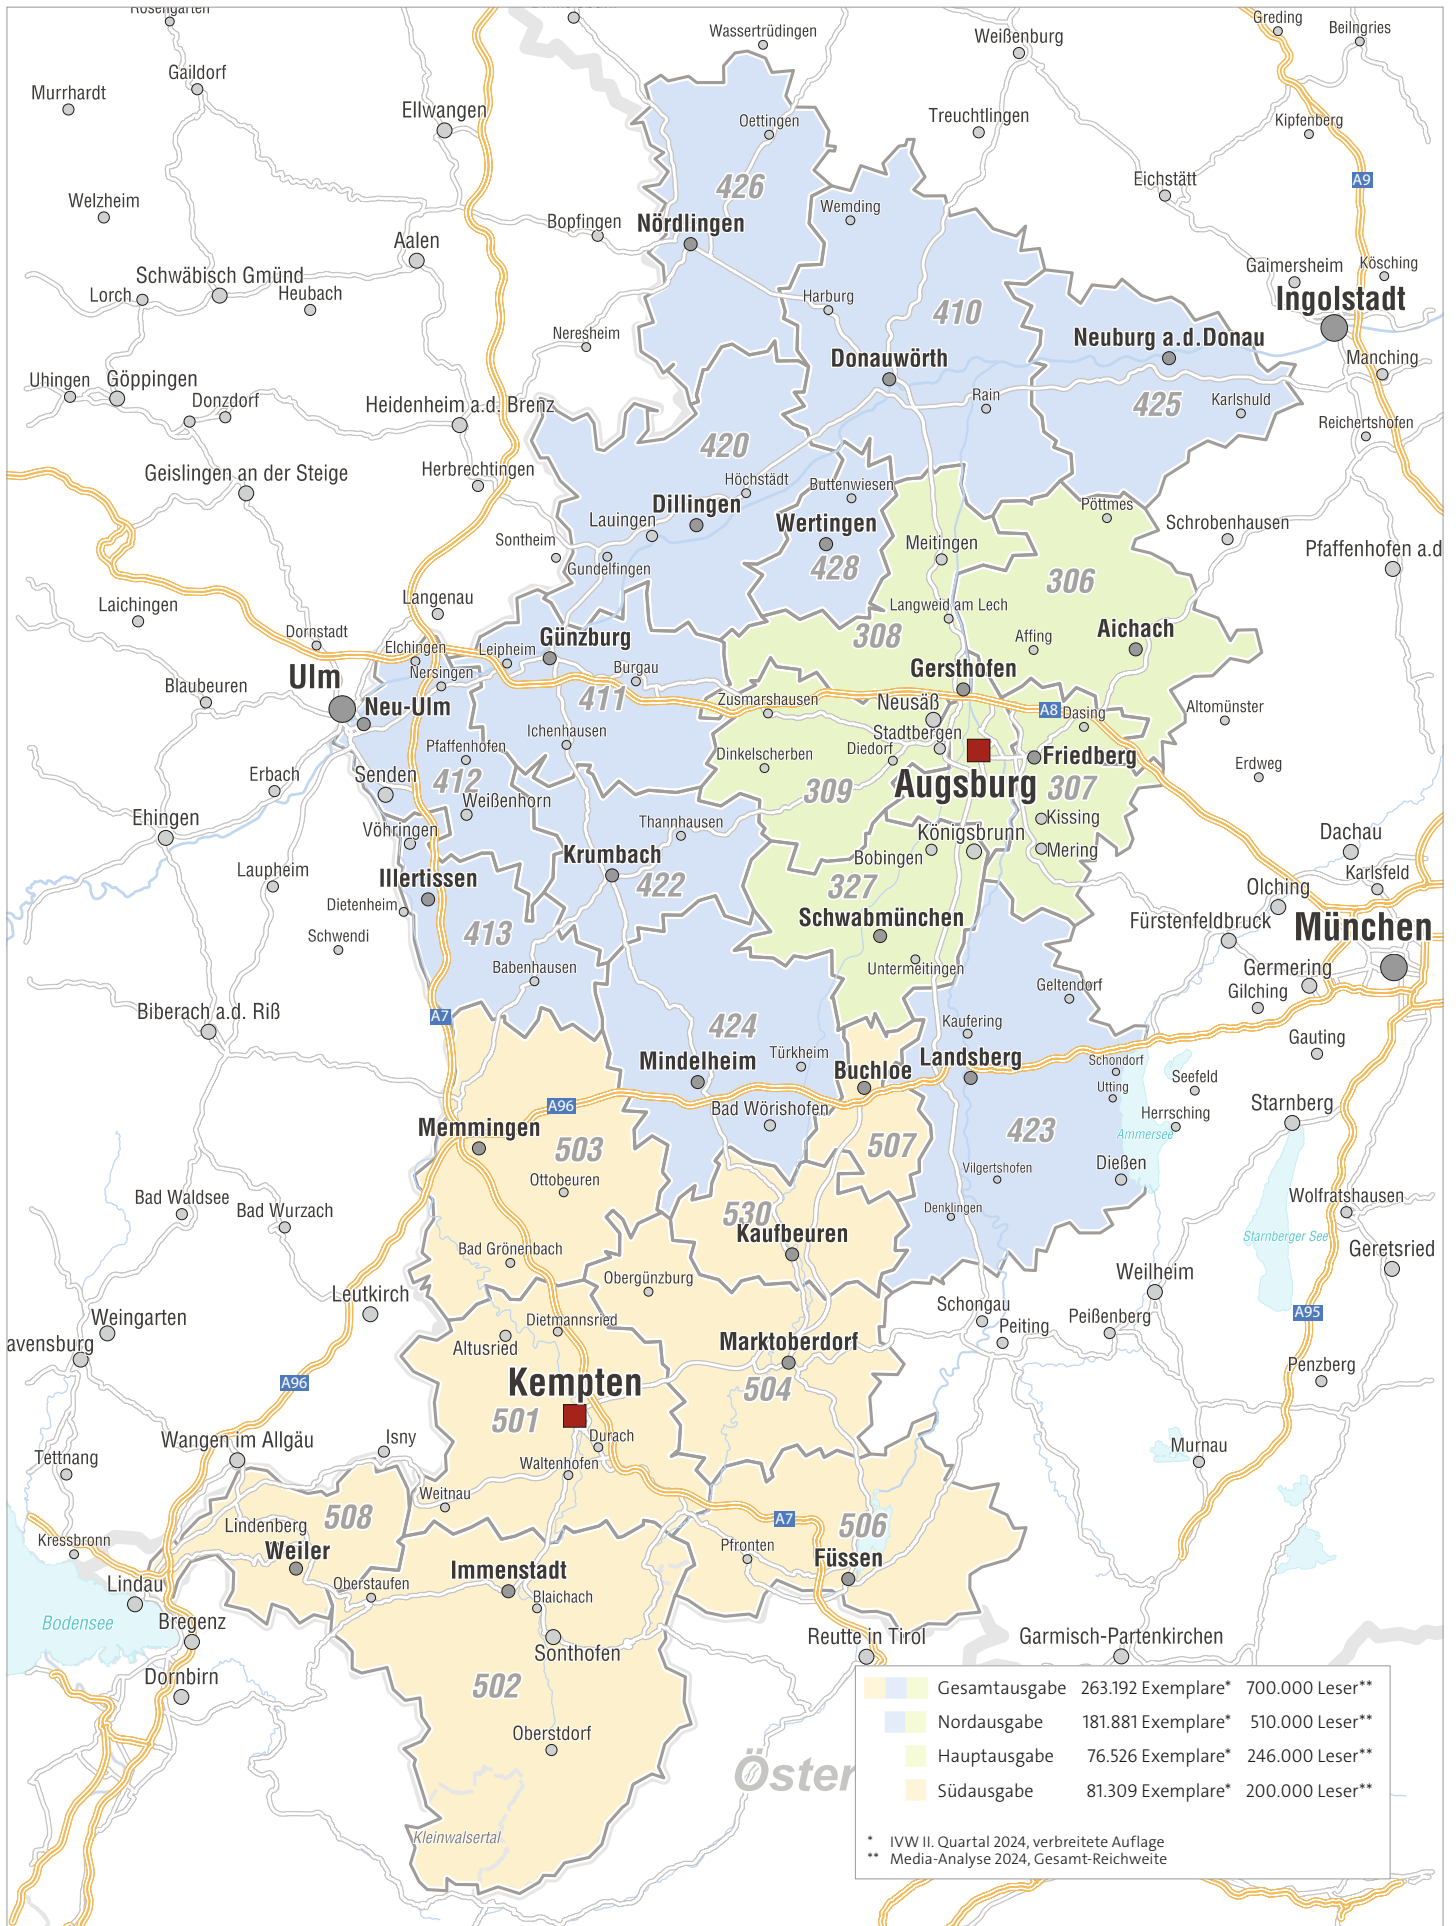 Rosengarten
Wassertrüdingen
Weißenburg
Greding
Beilngries
Gaildorf
Murrhardt
Ellwangen
Oettingen
Treuchtlingen
Kipfenberg
426
A9
Eichstätt
Welzheim
Wemding
Bopfingen
Nördlingen
Aalen
Gaimersheim
Kösching
Schwäbisch Gmünd
Lorch
Heubach
Harburg
410
Ingolstadt
Neresheim
Neuburg a.d.Donau
Donauwörth
Manching
Uhingen
Göppingen
Donzdorf
Heidenheim a.d. Brenz
Rain
425
Karlshuld
Reichertshofen
420
Geislingen an der Steige
Herbrechtingen
Höchstädt
Buttenwiesen
Dillingen
Pöttmes
Lauingen
Wertingen
Schrobenhausen
Sontheim
Meitingen
Pfaffenhofen a.d
Gundelfingen
428
306
Laichingen
Langenau
Langweid am Lech
Dornstadt
308
Affing
Aichach
Elchingen
Leipheim
Günzburg
Nersingen
Burgau
Gersthofen
Ulm
Blaubeuren
Neu-Ulm
411
Zusmarshausen
Neusäß
A8
Dasing
Altomünster
Ichenhausen
Stadtbergen
Pfaffenhofen
Dinkelscherben
Diedorf
Friedberg
Erdweg
Erbach
Senden
412
Augsburg
309
307
Weißenhorn
Ehingen
Vöhringen
Thannhausen
Königsbrunn
Kissing
Dachau
Krumbach
Bobingen
Mering
Laupheim
Illertissen
422
327
Karlsfeld
Olching
Dietenheim
Schwabmünchen
Fürstenfeldbruck
München
Schwendi
413
Babenhausen
Untermeitingen
Germering
Geltendorf
Gilching
Biberach a.d. Riß
A7
424
Kaufering
Gauting
Mindelheim
Türkheim
Buchloe
Landsberg
Schondorf
Utting
Seefeld
A96
Bad Wörishofen
Herrsching
Starnberg
Memmingen
503
507
423
Ammersee
Ottobeuren
Vilgertshofen
Dießen
Bad Waldsee
Bad Wurzach
530
Denklingen
Wolfratshausen
Kaufbeuren
Starnberger See
Bad Grönenbach
Geretsried
Obergünzburg
Weilheim
Leutkirch
Schongau
Weingarten
Dietmannsried
Peiting
Peißenberg
A95
avensburg
Altusried
Marktoberdorf
Penzberg
A96
Kempten
504
501
Wangen im Allgäu
Isny
Durach
Murnau
Tettnang
Waltenhofen
Weitnau
508
A7
506
Lindenberg
Kressbronn
Weiler
Pfronten
Füssen
Immenstadt
Lindau
Oberstaufen
Blaichach
Bodensee
Bregenz
Reutte in Tirol
Garmisch-Partenkirchen
Sonthofen
Dornbirn
502
Oberstdorf
Öster
Kleinwalsertal
Gesamtausgabe 263.192 Exemplare* 700.000 Leser**
Nordausgabe 181.881 Exemplare* 510.000 Leser**
Hauptausgabe 76.526 Exemplare* 246.000 Leser**
Südausgabe 81.309 Exemplare* 200.000 Leser**
* IVW II. Quartal 2024, verbreitete Auflage
** Media-Analyse 2024, Gesamt-Reichweite